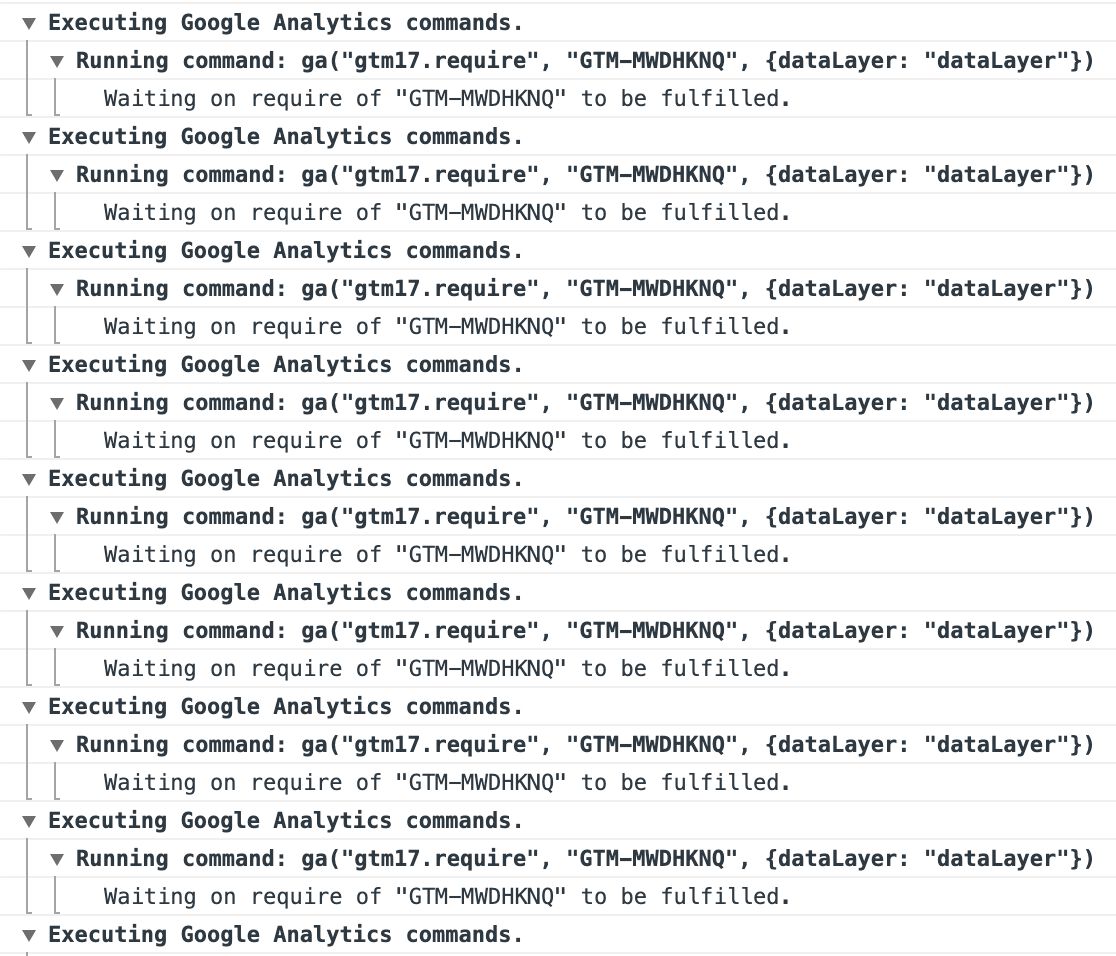 Executing Google Analytics commands.
Running command: ga("gtm17.require", "GTM-MWDHKNQ", {dataLayer: "dataLayer"})
Waiting on require of "GTM-MWDHKNQ" to be fulfilled.
Executing Google Analytics commands.
Running command: ga("gtm17.require", "GTM-MWDHKNQ", {dataLayer: "dataLayer"})
Waiting on require of "GTM-MWDHKNQ" to be fulfilled.
Executing Google Analytics commands.
Running command: ga("gtm17.require", "GTM-MWDHKNQ", {dataLayer: "dataLayer"})
Waiting on require of "GTM-MWDHKNQ" to be fulfilled.
Executing Google Analytics commands.
Running command: ga("gtm17.require", "GTM-MWDHKNQ", {dataLayer: "dataLayer"})
Waiting on require of "GTM-MWDHKNQ" to be fulfilled.
Executing Google Analytics commands.
Running command: ga("gtm17.require", "GTM-MWDHKNQ", {dataLayer: "dataLayer"})
Waiting on require of "GTM-MWDHKNQ" to be fulfilled.
Executing Google Analytics commands.
Running command: ga("gtm17.require", "GTM-MWDHKNQ", {dataLayer: "dataLayer"})
Waiting on require of "GTM-MWDHKNQ" to be fulfilled.
Executing Google Analytics commands.
Running command: ga("gtm17.require", "GTM-MWDHKNQ", {dataLayer: "dataLayer"})
Waiting on require of "GTM-MWDHKNQ" to be fulfilled.
Executing Google Analytics commands.
Running command: ga("gtm17.require", "GTM-MWDHKNQ", {dataLayer: "dataLayer"})
Waiting on require of "GTM-MWDHKNQ" to be fulfilled.
Executing Google Analytics commands.